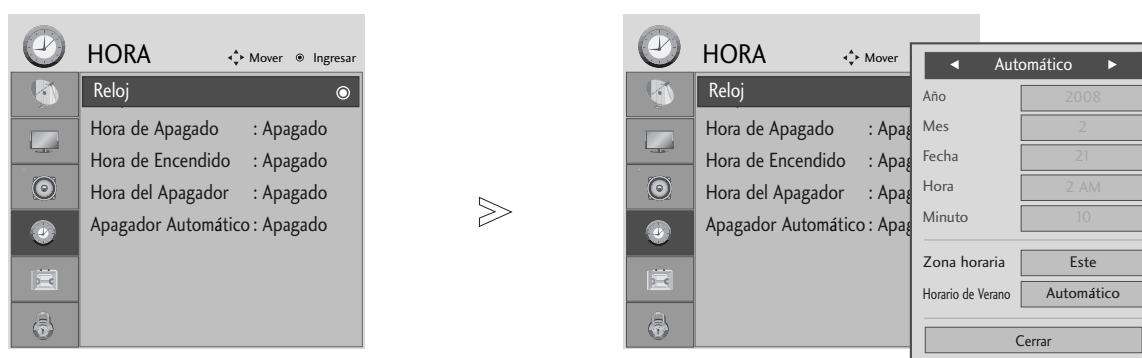 HORA Mover Ingresar
Reloj
Hora de Apagado : Apagado
Hora de Encendido : Apagado
Hora del Apagador : Apagado
Apagador Automático : Apagado
HORA Mover
Reloj
Hora de Apagado : Apag
Hora de Encendido : Apag
Hora del Apagador : Apag
Apagador Automático : Apag
Automático
Año 2008
Mes 2
Fecha 21
Hora 2 AM
Minuto 10
Zona horaria Este
Horario de Verano Automático
Cerrar